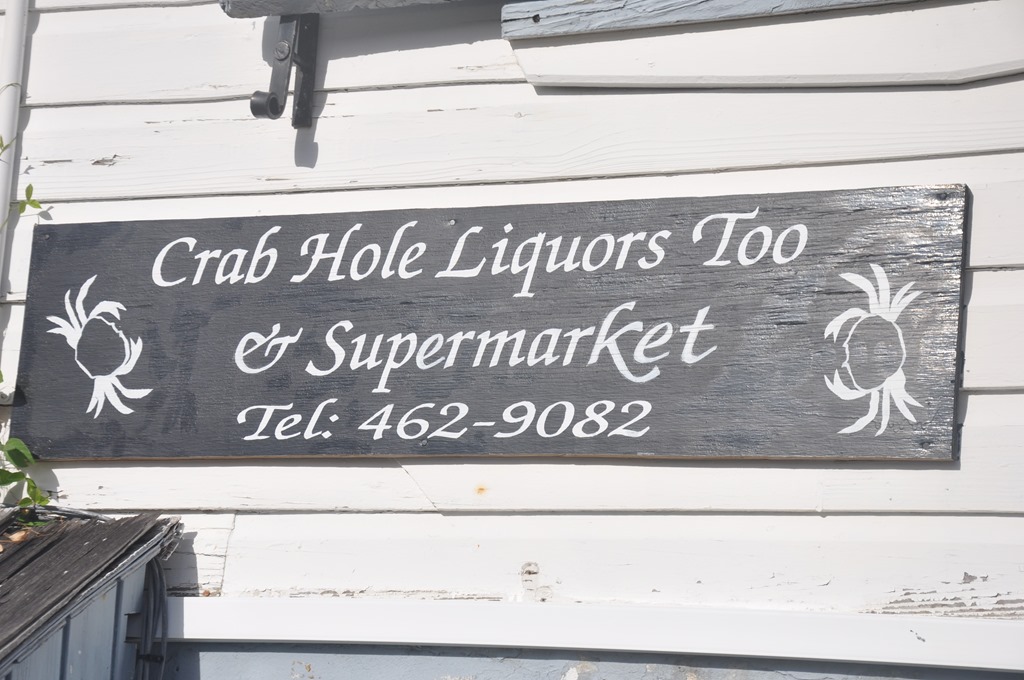 Crab Hole Liquors Too
& Supermarket
Tel: 462-9082